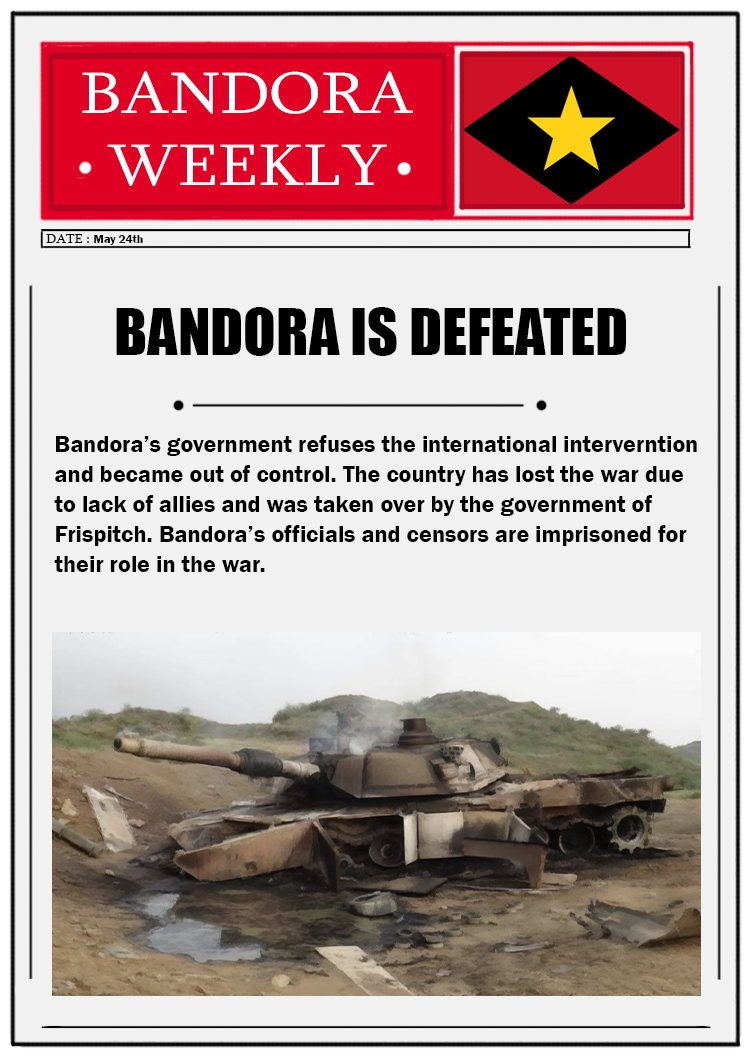 BANDORA
• WEEKLY •
DATE : May 24th
BANDORA IS DEFEATED
Bandora’s government refuses the international interverntion
and became out of control. The country has lost the war due
to lack of allies and was taken over by the government of
Frispitch. Bandora’s officials and censors are imprisoned for
their role in the war.